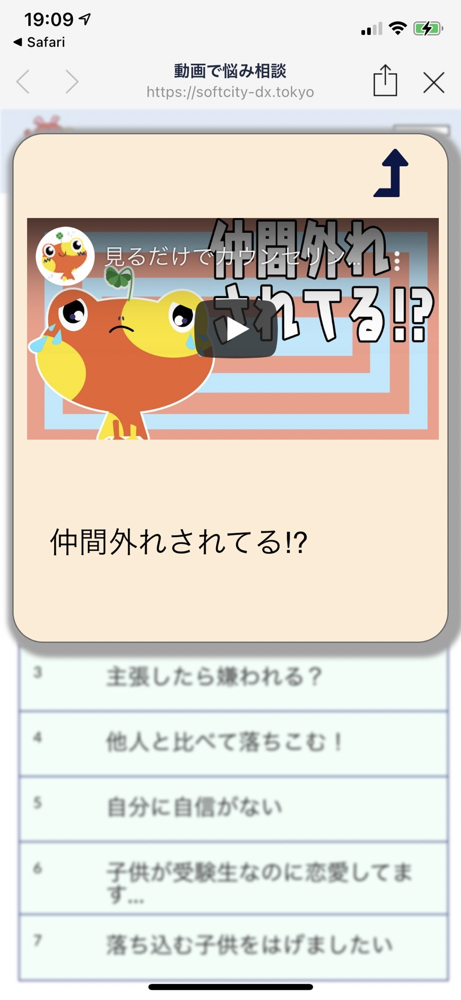 19:09
◀ Safari
動画で悩み相談
https://softcity-dx.tokyo
見るだけでカウンセリン...
仲間外れ
されてる!?
仲間外れされてる!?
3 主張したら嫌われる？
4 他人と比べて落ちこむ！
5 自分に自信がない
6 子供が受験生なのに恋愛してま
す...
7 落ち込む子供をはげましたい